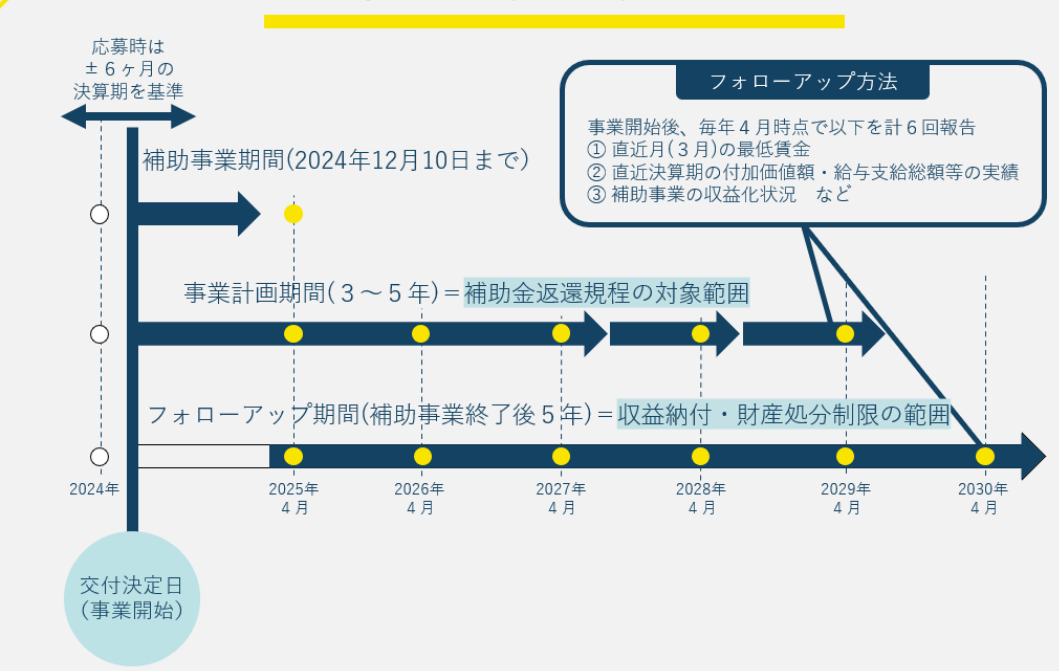 応募時は
±６ヶ月の
決算期を基準
フォローアップ方法
事業開始後、毎年４月時点で以下を計６回報告
① 直近月(３月)の最低賃金
② 直近決算期の付加価値額・給与支給総額等の実績
③ 補助事業の収益化状況　など
補助事業期間(2024年12月10日まで)
事業計画期間(３～５年)＝補助金返還規程の対象範囲
フォローアップ期間(補助事業終了後５年)＝収益納付・財産処分制限の範囲
2024年
2025年
４月
2026年
４月
2027年
４月
2028年
４月
2029年
４月
2030年
４月
交付決定日
(事業開始)